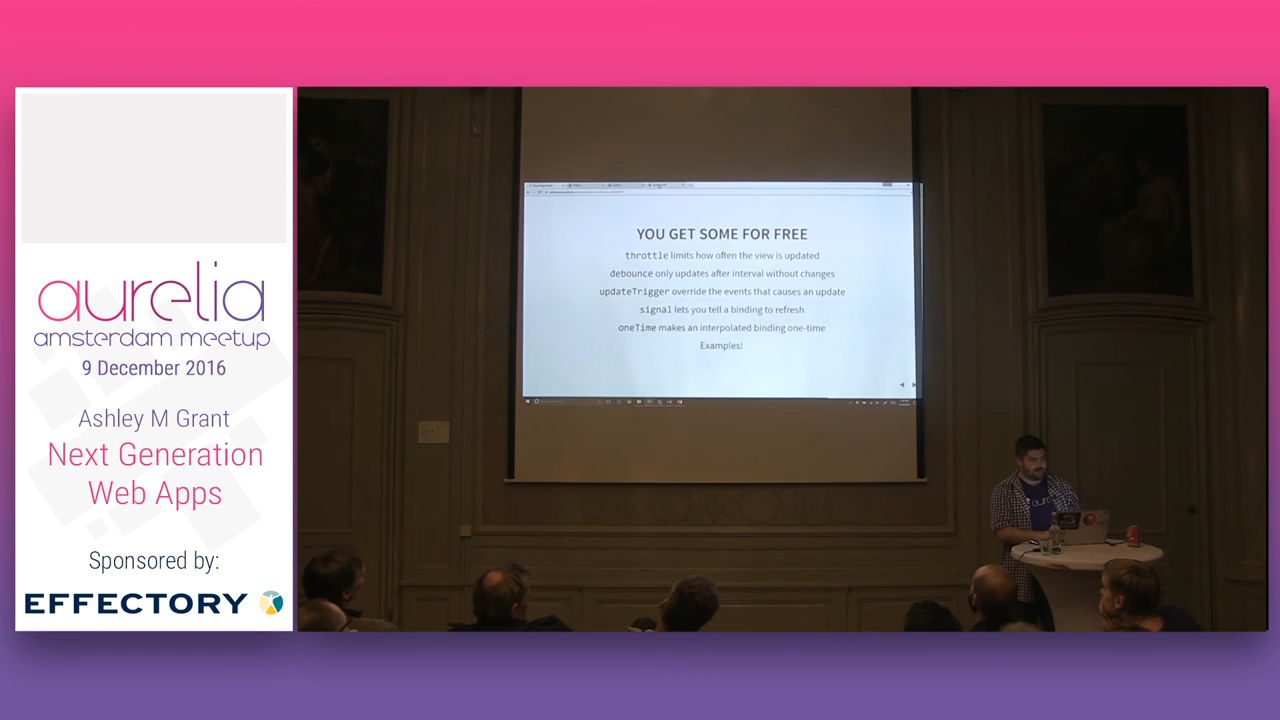 aurelia
amsterdam meetup
9 December 2016
Ashley M Grant
Next Generation
Web Apps
Sponsored by:
EFFECTORY
YOU GET SOME FOR FREE
throttle limits how often the view is updated
debounce only updates after interval without changes
updateTrigger override the events that causes an update
signal lets you tell a binding to refresh
oneTime makes an interpolated binding one-time
Examples!